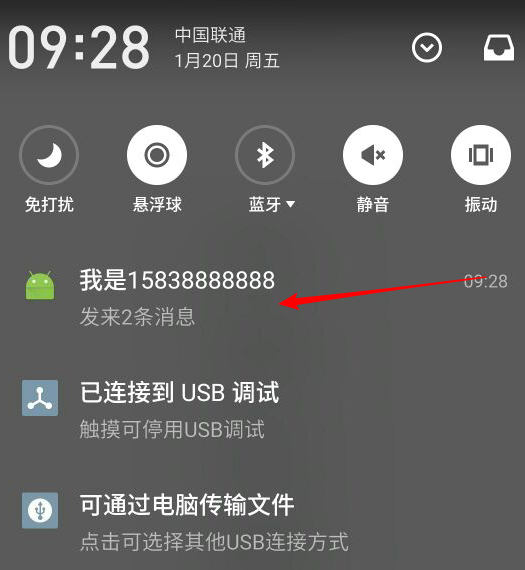 09:28
中国联通
1月20日 周五
免打扰
悬浮球
蓝牙
静音
振动
我是15838888888
09:28
发来2条消息
已连接到 USB 调试
触摸可停用USB调试
可通过电脑传输文件
点击可选择其他USB连接方式